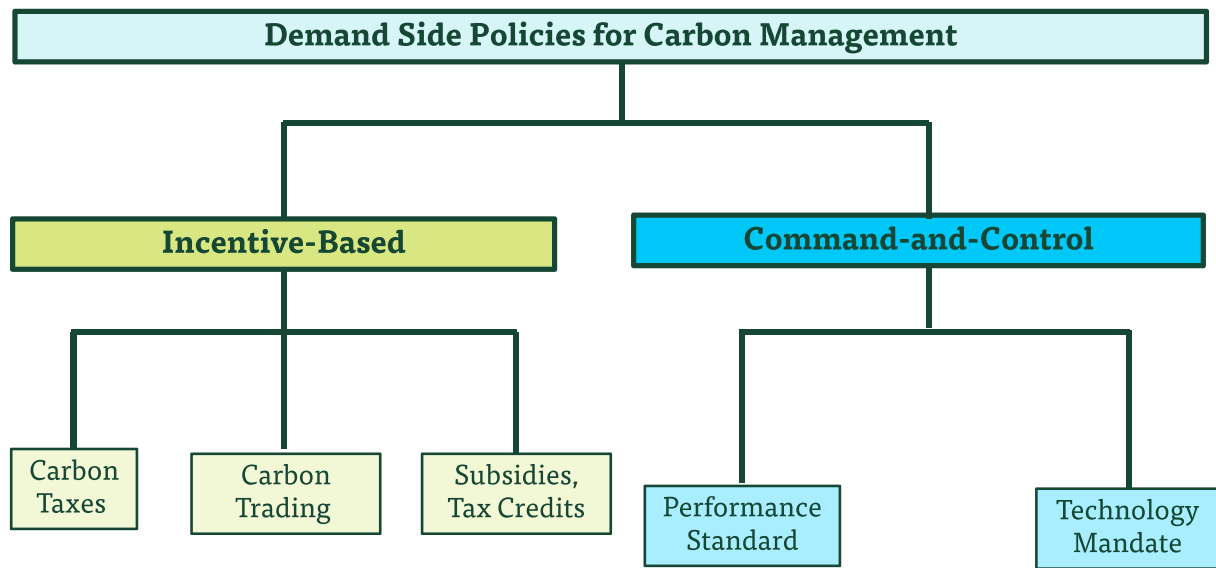 Demand Side Policies for Carbon Management
Incentive-Based
Command-and-Control
Carbon
Taxes
Carbon
Trading
Subsidies,
Tax Credits
Performance
Standard
Technology
Mandate